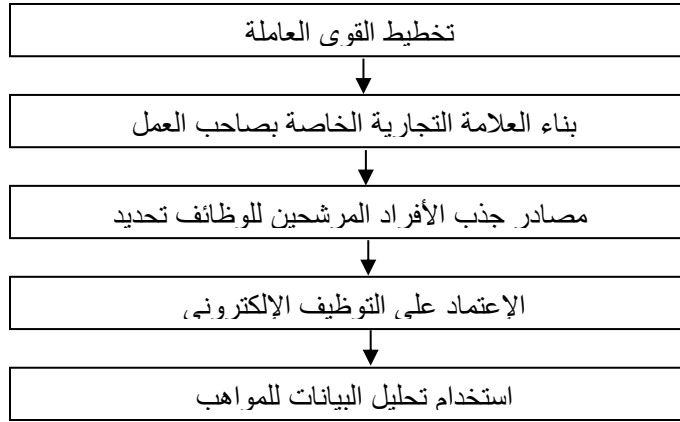 تخطيط القوى العاملة
بناء العلامة التجارية الخاصة بصاحب العمل
مصادر جذب الأفراد المرشحين للوظائف تحديد
الإعتماد على التوظيف الإلكتروني
استخدام تحليل البيانات للمواهب